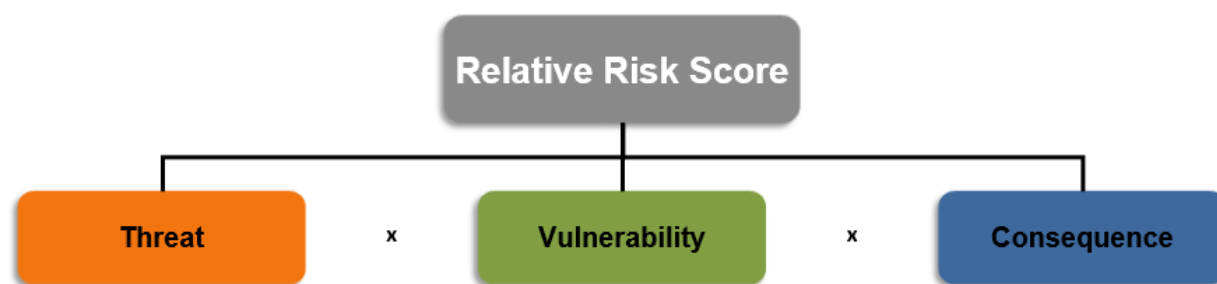 Relative Risk Score
Threat x Vulnerability x Consequence